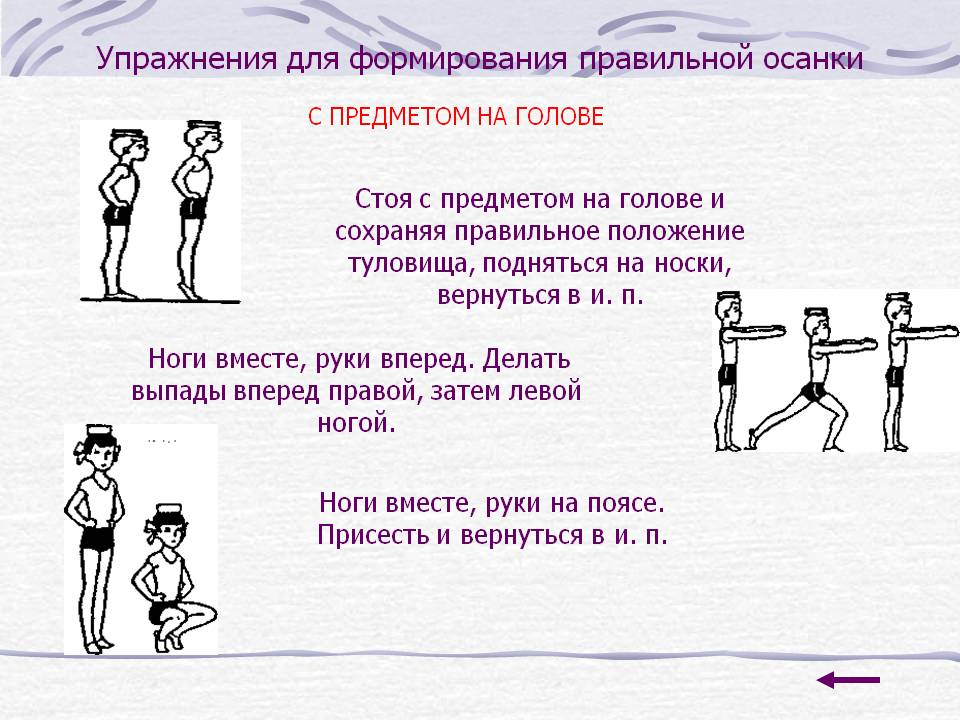 Упражнения для формирования правильной осанки
С ПРЕДМЕТОМ НА ГОЛОВЕ
Стоя с предметом на голове и
сохраняя правильное положение
туловища, подняться на носки,
вернуться в и. п.
Ноги вместе, руки вперед. Делать
выпады вперед правой, затем левой
ногой.
Ноги вместе, руки на поясе.
Присесть и вернуться в и. п.